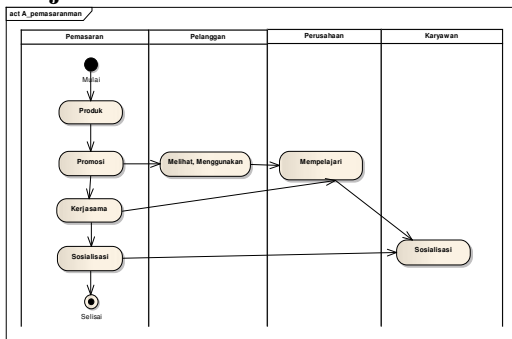 act A_pemasaranman
Pemasaran Pelanggan Perusahaan Karyawan
Mulai
Produk
Promosi Melihat, Menggunakan Mempelajari
Kerjasama
Sosialisasi Sosialisasi
Selisai